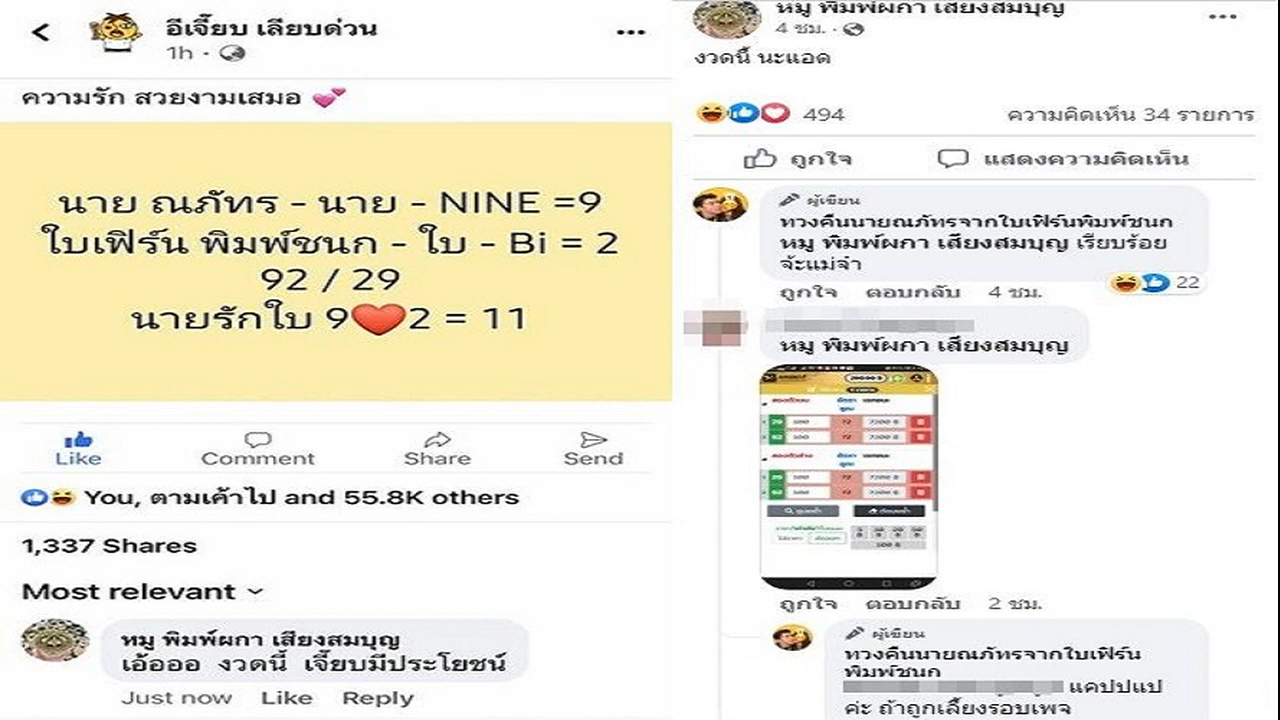 อีเจี๊ยบ เลียบด่วน
1h
ความรัก สวยงามเสมอ 💕
นาย ณภัทร - นาย - NINE =9
ใบเฟิร์น พิมพ์ชนก - ใบ - Bi = 2
92 / 29
นายรักใบ 9❤️2 = 11
Like Comment Share Send
You, ตามเค้าไป and 55.8K others
1,337 Shares
Most relevant
หมู พิมพ์ผกา เสียงสมบุญ
เอ้อออ งวดนี้ เจี๊ยบมีประโยชน์
Just now Like Reply
หมู พิมพ์ผกา เสียงสมบุญ
4 ชม.
งวดนี้ นะแอด
494 ความคิดเห็น 34 รายการ
ถูกใจ แสดงความคิดเห็น
ผู้เขียน
ทวงคืนนายณภัทรจากใบเฟิร์นพิมพ์ชนก
หมู พิมพ์ผกา เสียงสมบุญ เรียบร้อย
จ้ะแม่จ๋า
22
ถูกใจ ตอบกลับ 4 ชม.
หมู พิมพ์ผกา เสียงสมบุญ
ถูกใจ ตอบกลับ 2 ชม.
ผู้เขียน
ทวงคืนนายณภัทรจากใบเฟิร์น
พิมพ์ชนก
แคปปแป
ค่ะ ถ้าถูกเลี้ยงรอบเพจ